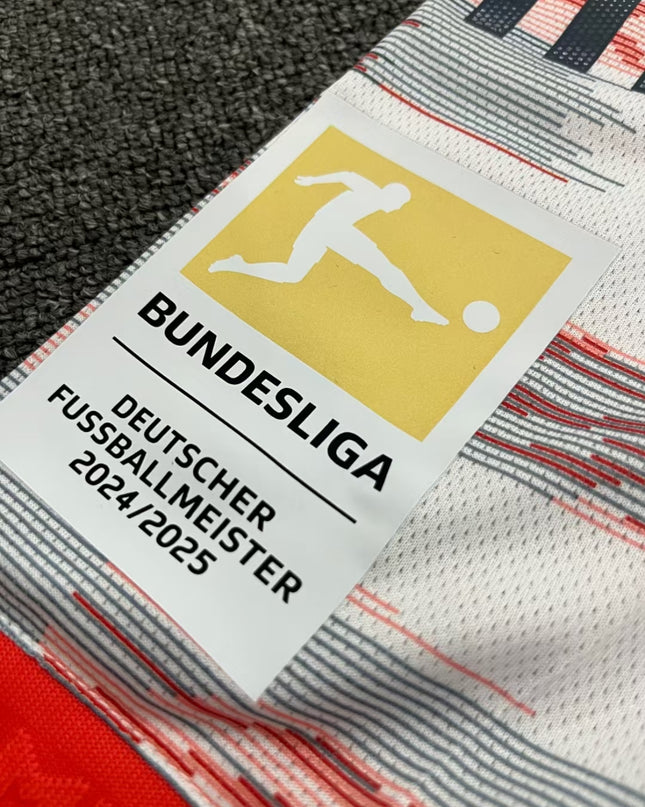 BUNDESLIGA
DEUTSCHER
FUSSBALLMEISTER
2024/2025